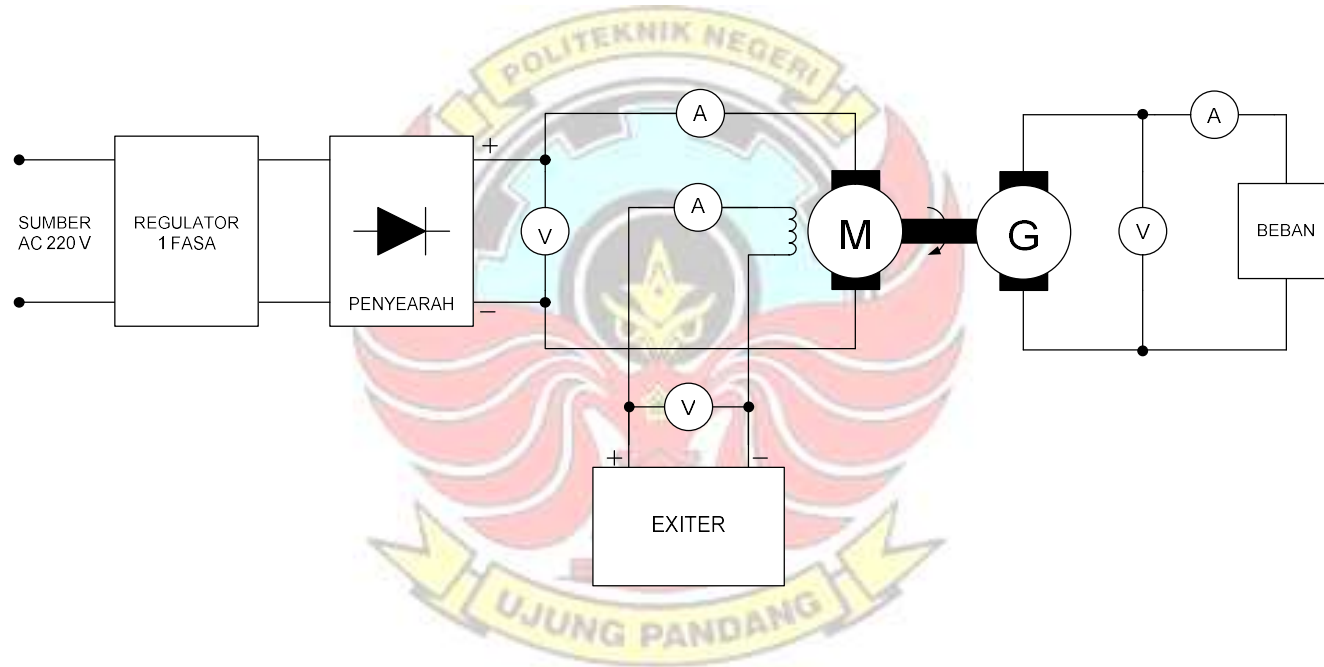 POLITEKNIK NEGERI
SUMBER
AC 220 V
REGULATOR
1 FASA
PENYEARAH
+
−
V
A
A
M
G
V
A
BEBAN
V
+
−
EXITER
UJUNG PANDANG